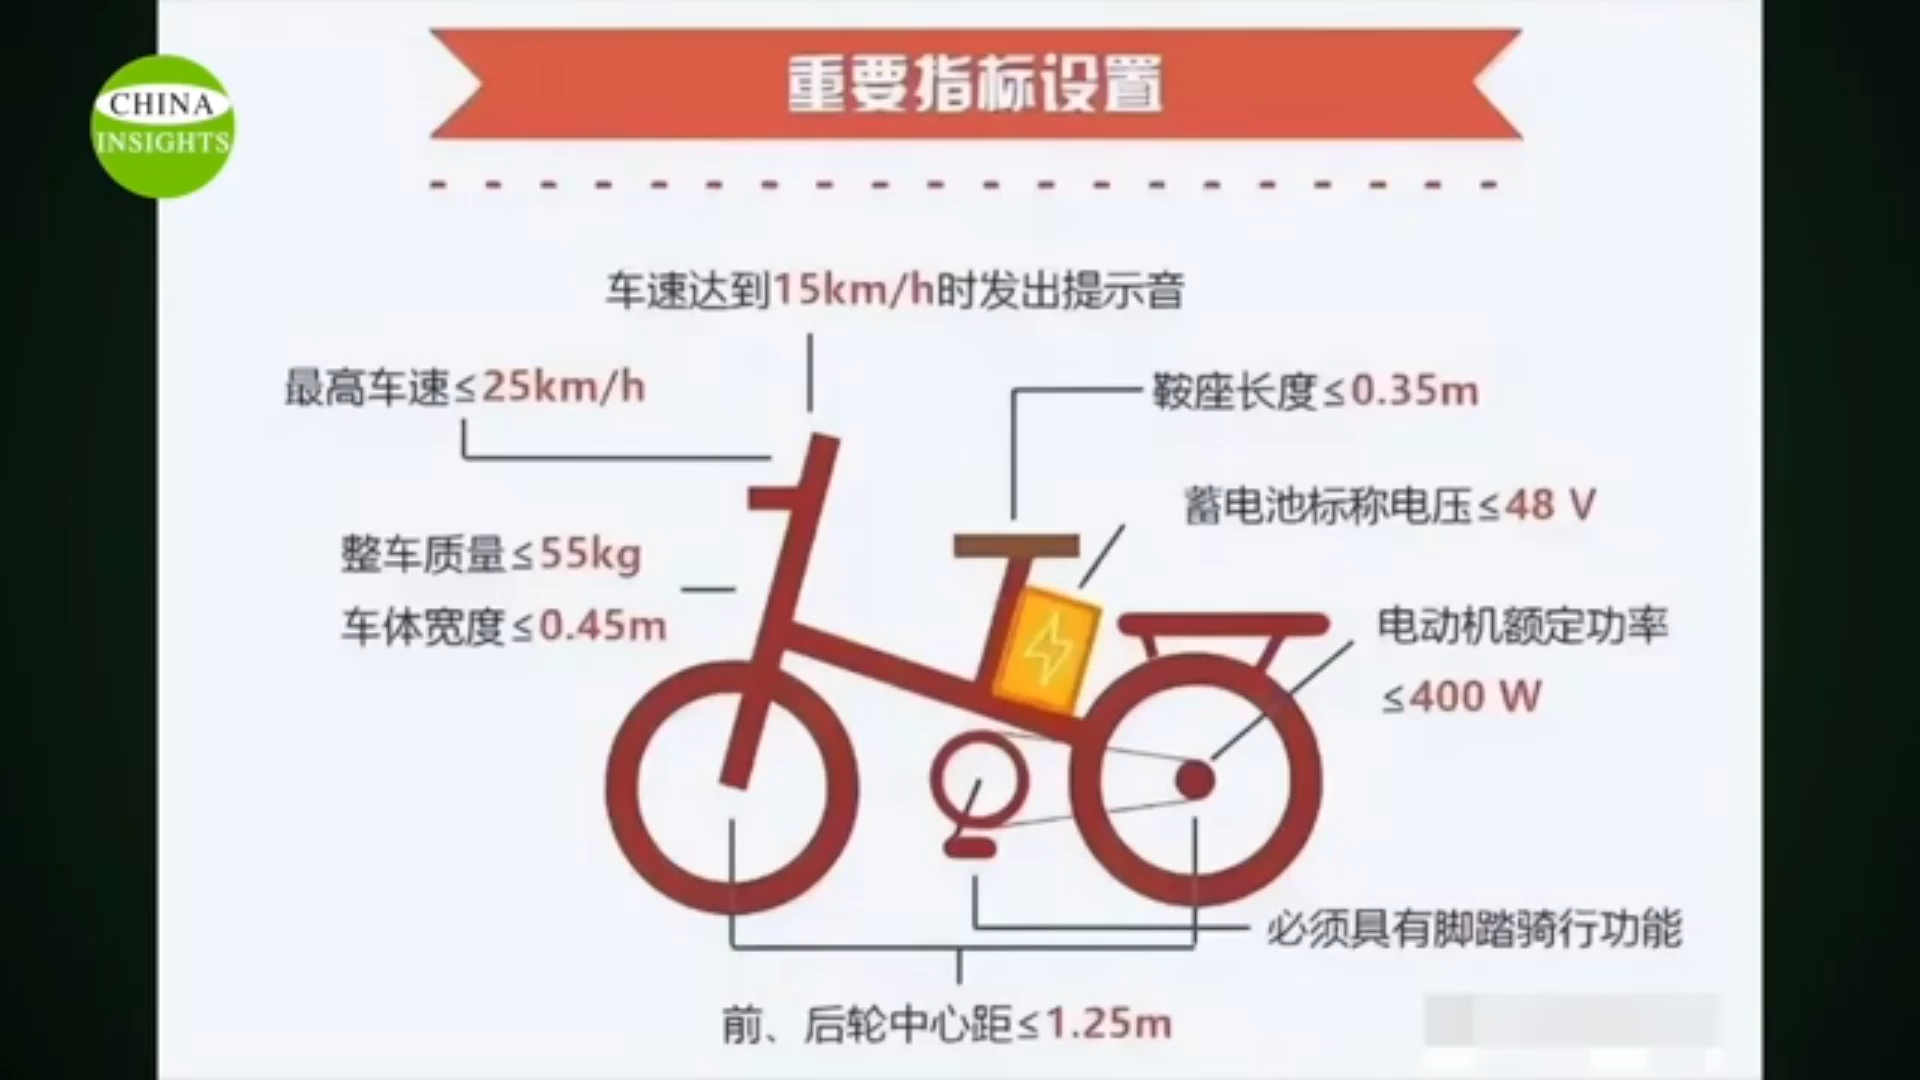 CHINA
INSIGHTS
重要指标设置
车速达到15km/h时发出提示音
最高车速≤25km/h
鞍座长度≤0.35m
蓄电池标称电压≤48 V
整车质量≤55kg
车体宽度≤0.45m
电动机额定功率
≤400 W
必须具有脚踏骑行功能
前、后轮中心距≤1.25m